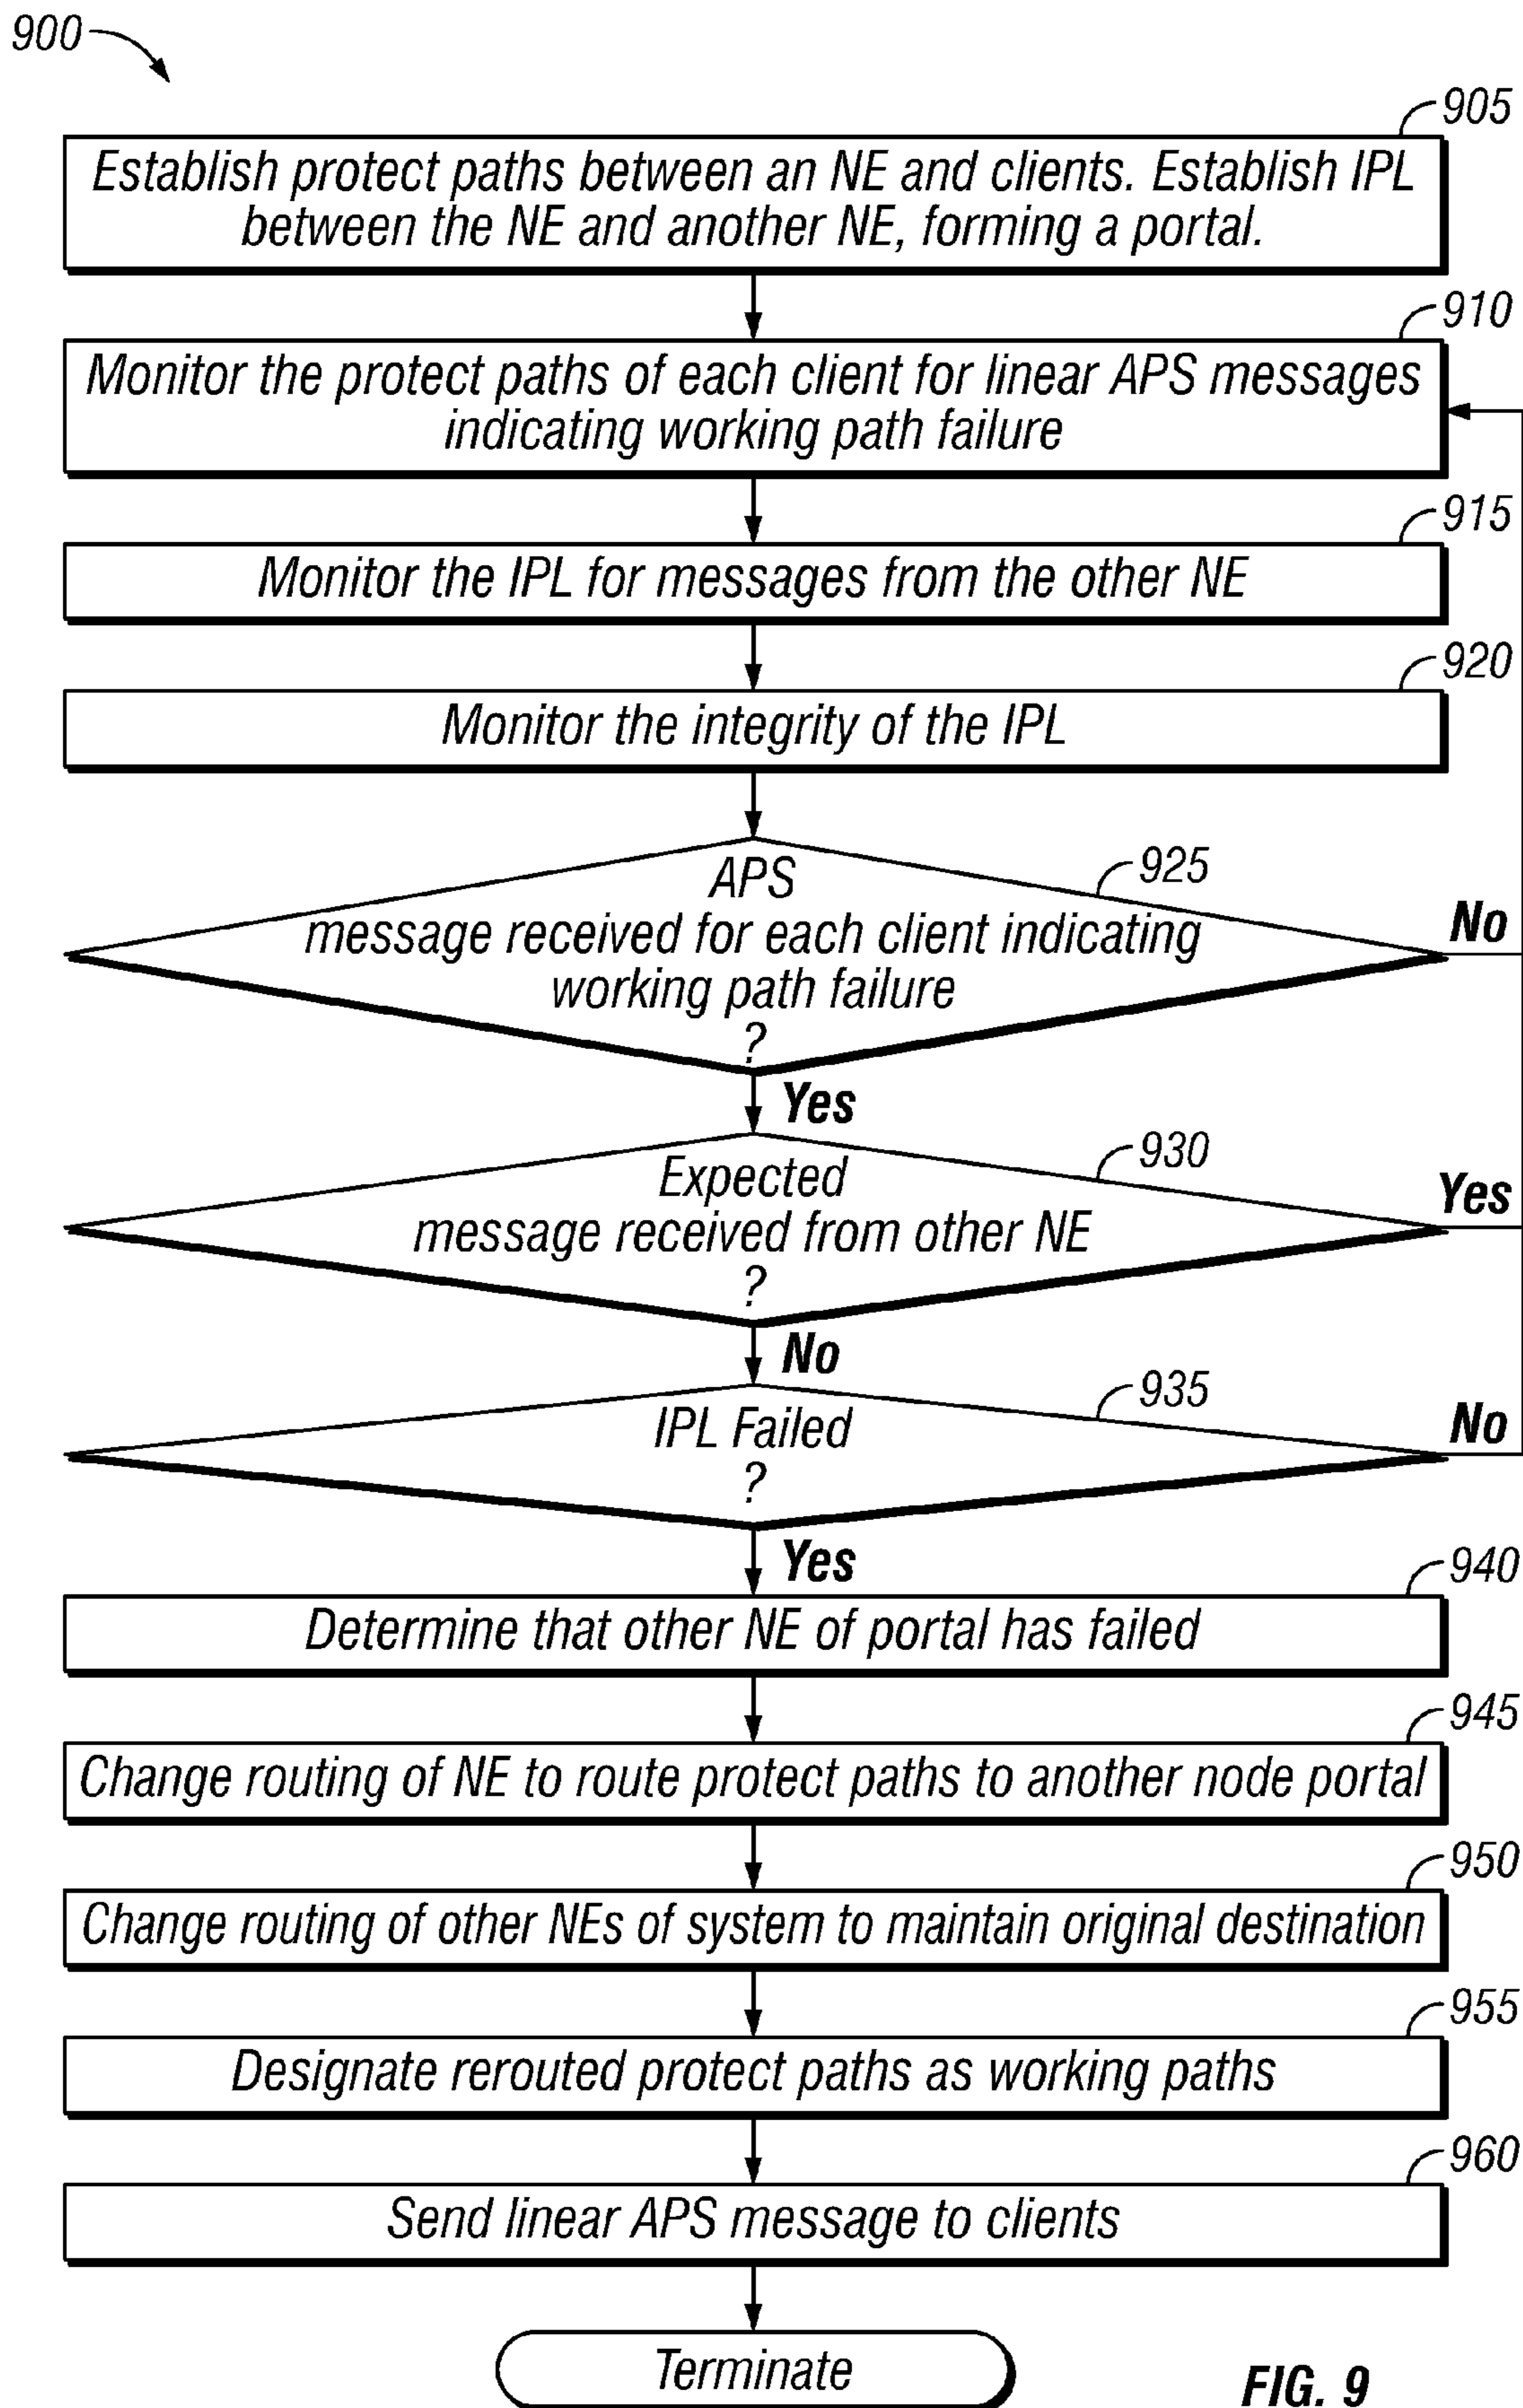 900
905
Establish protect paths between an NE and clients. Establish IPL
between the NE and another NE, forming a portal.
910
Monitor the protect paths of each client for linear APS messages
indicating working path failure
915
Monitor the IPL for messages from the other NE
920
Monitor the integrity of the IPL
925
APS
message received for each client indicating
working path failure
?
No
Yes
930
Expected
message received from other NE
?
Yes
No
935
IPL Failed
?
No
Yes
940
Determine that other NE of portal has failed
945
Change routing of NE to route protect paths to another node portal
950
Change routing of other NEs of system to maintain original destination
955
Designate rerouted protect paths as working paths
960
Send linear APS message to clients
Terminate
FIG. 9